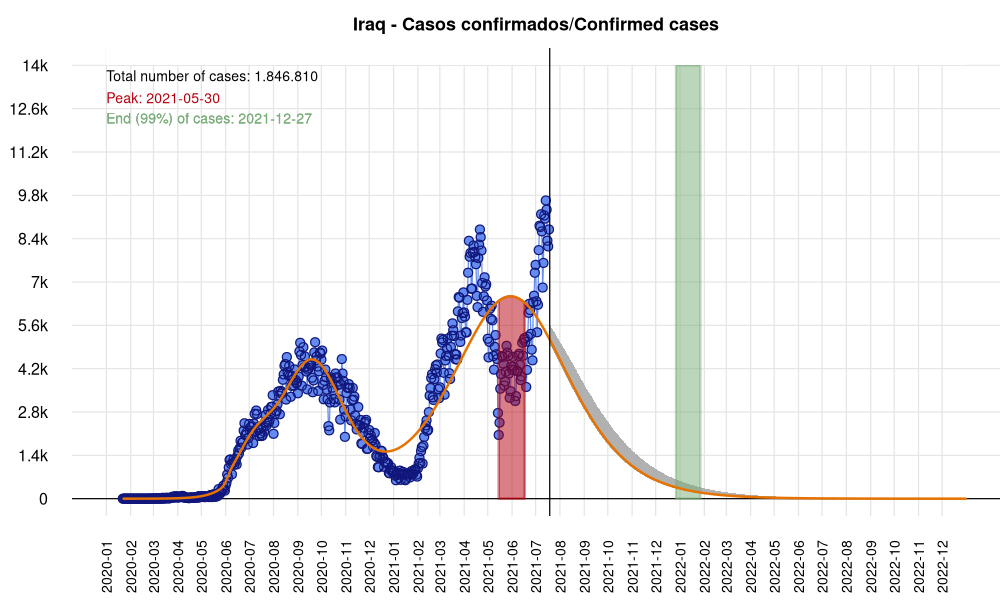 Iraq - Casos confirmados/Confirmed cases
14k
12.6k
11.2k
9.8k
8.4k
7k
5.6k
4.2k
2.8k
1.4k
0
Total number of cases: 1.846.810
Peak: 2021-05-30
End (99%) of cases: 2021-12-27
2020-01
2020-02
2020-03
2020-04
2020-05
2020-06
2020-07
2020-08
2020-09
2020-10
2020-11
2020-12
2021-01
2021-02
2021-03
2021-04
2021-05
2021-06
2021-07
2021-08
2021-09
2021-10
2021-11
2021-12
2022-01
2022-02
2022-03
2022-04
2022-05
2022-06
2022-07
2022-08
2022-09
2022-10
2022-11
2022-12